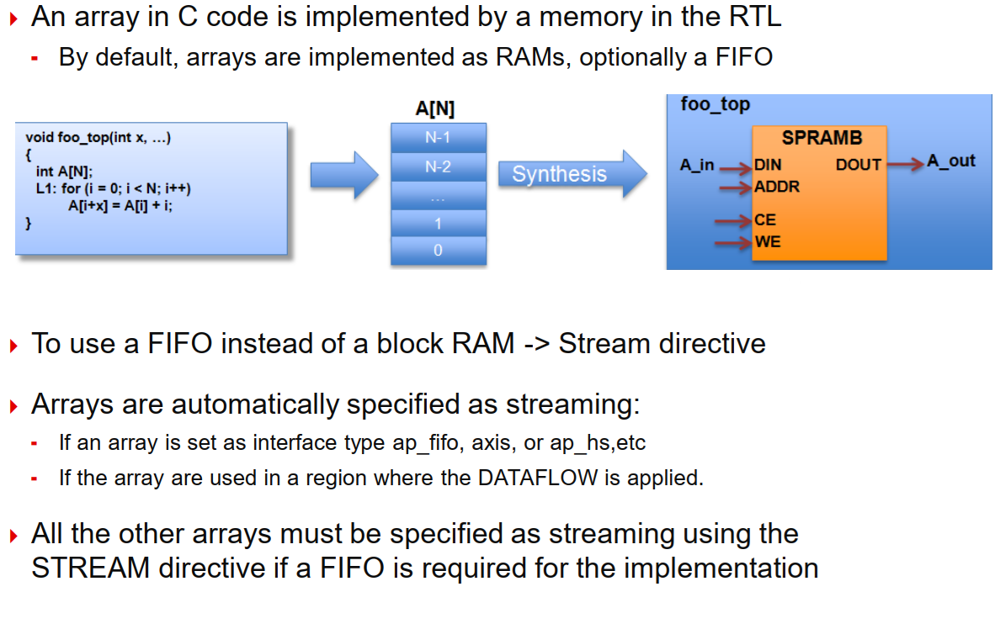 An array in C code is implemented by a memory in the RTL
- By default, arrays are implemented as RAMs, optionally a FIFO
void foo_top(int x, ...)
{
int A[N];
L1: for (i = 0; i < N; i++)
A[i+x] = A[i] + i;
}
A[N]
N-1
N-2
...
1
0
Synthesis
foo_top
SPRAMB
A_in
DIN
DOUT
A_out
ADDR
CE
WE
To use a FIFO instead of a block RAM -> Stream directive
Arrays are automatically specified as streaming:
- If an array is set as interface type ap_fifo, axis, or ap_hs,etc
- If the array are used in a region where the DATAFLOW is applied.
All the other arrays must be specified as streaming using the
STREAM directive if a FIFO is required for the implementation